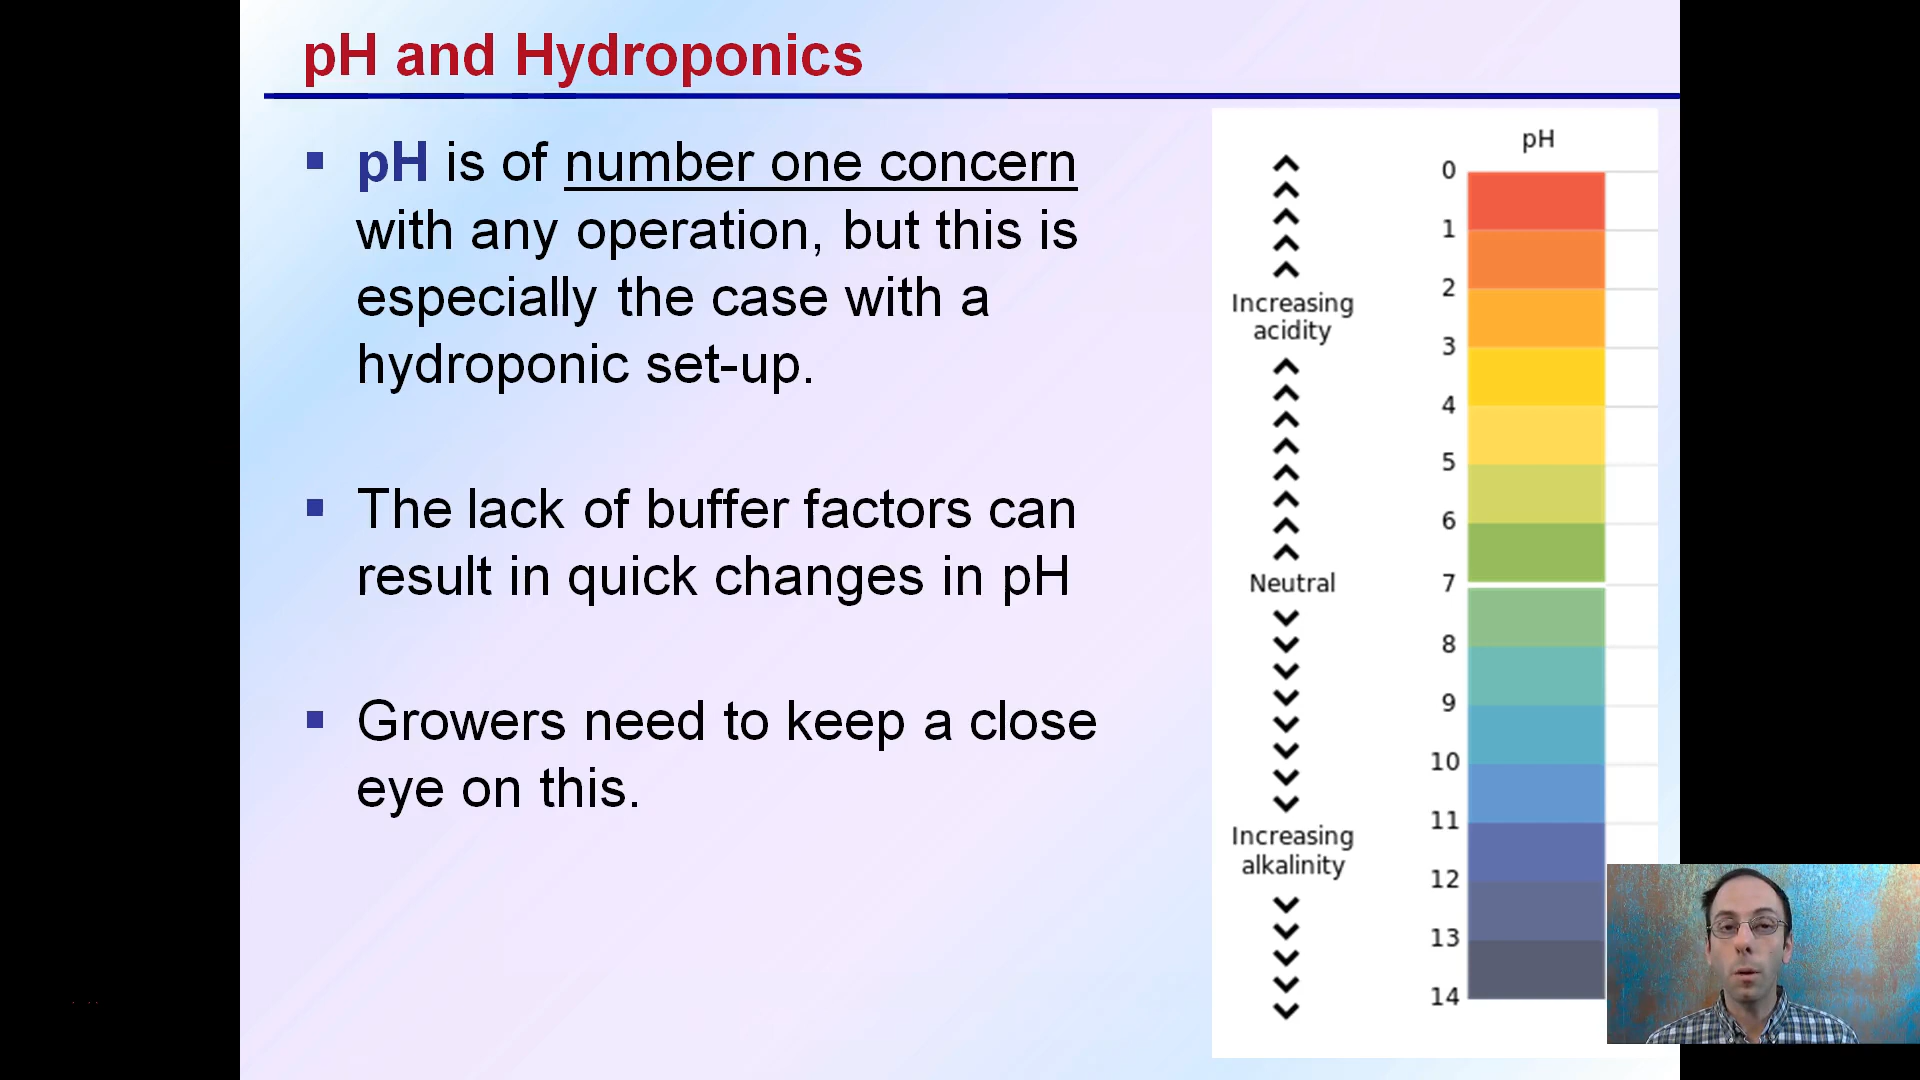 pH and Hydroponics
pH is of number one concern
with any operation, but this is
especially the case with a
hydroponic set-up.
The lack of buffer factors can
result in quick changes in pH
Growers need to keep a close
eye on this.
pH
0
1
2
Increasing
acidity
3
4
5
6
Neutral
7
8
9
10
11
Increasing
alkalinity
12
13
14